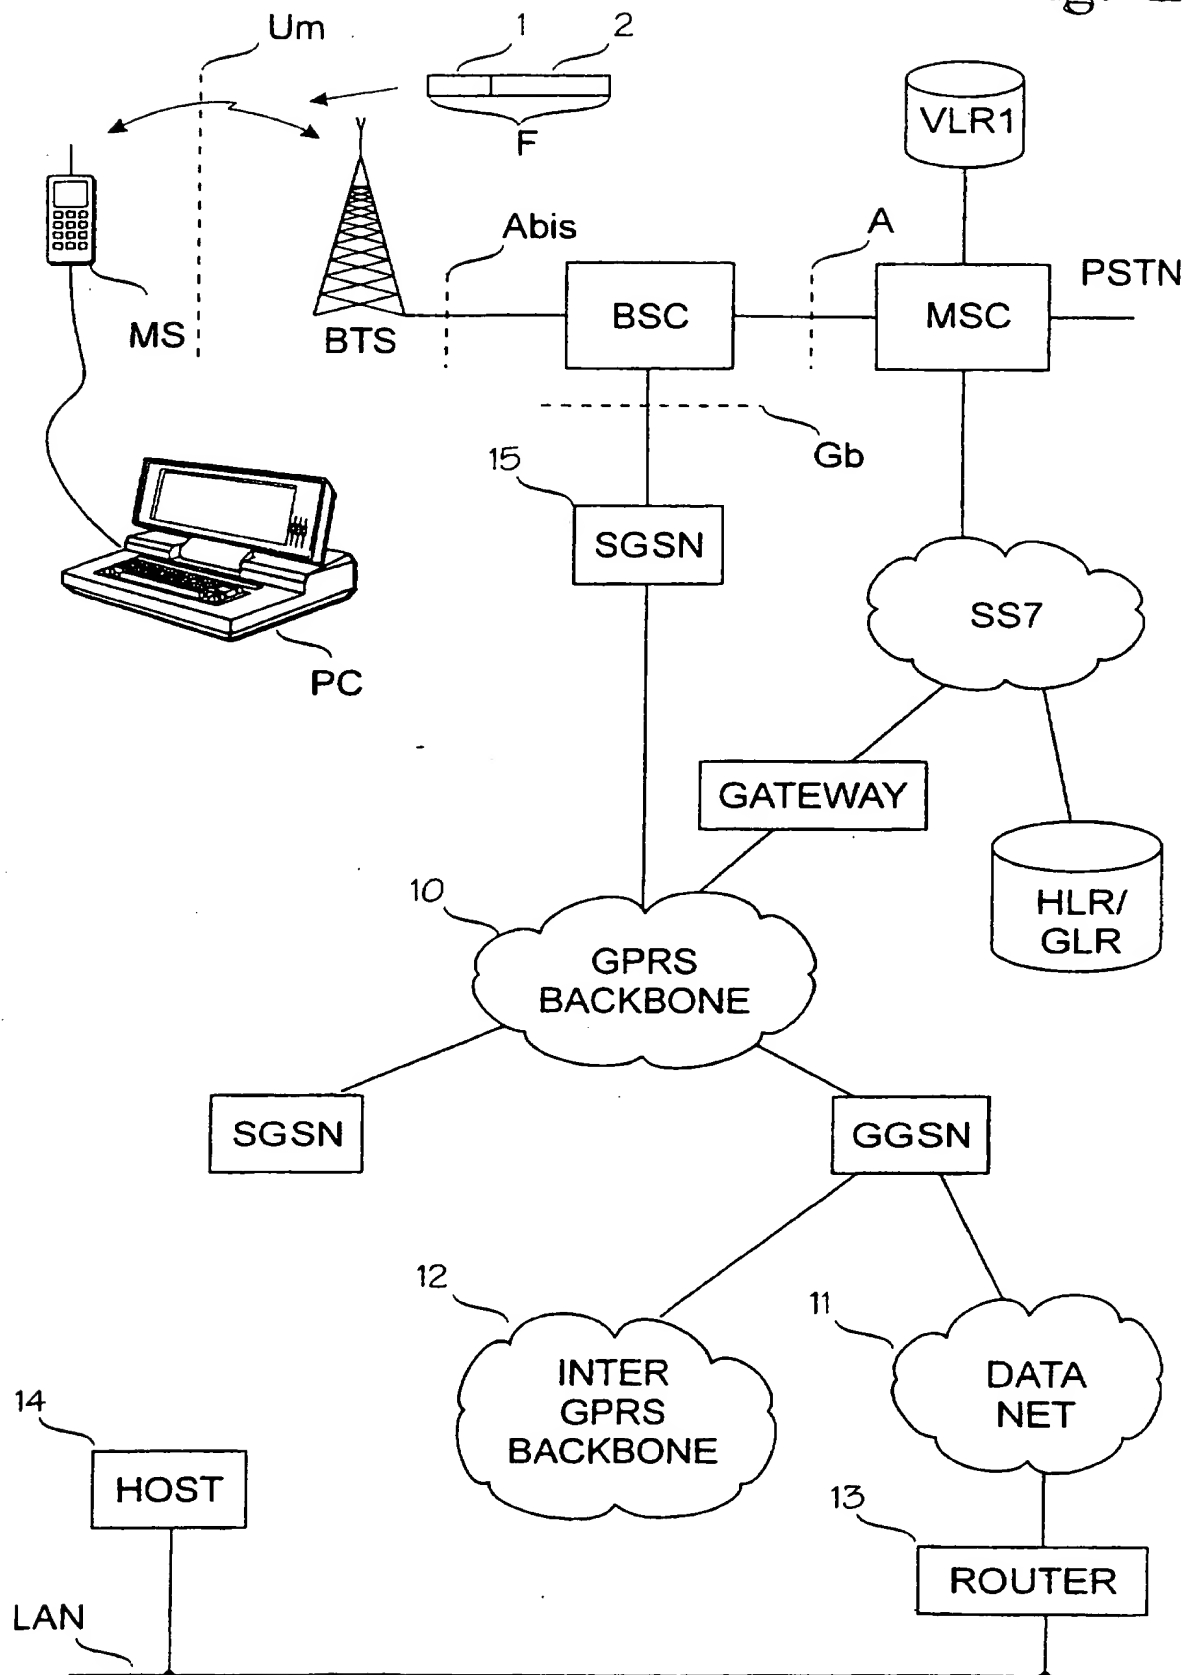 Um
1
2
VLR1
F
Abis
A
PSTN
BSC
MSC
MS
BTS
Gb
15
SGSN
SS7
PC
GATEWAY
10
HLR/
GLR
GPRS
BACKBONE
SGSN
GGSN
12
11
INTER
GPRS
BACKBONE
DATA
NET
14
HOST
13
ROUTER
LAN